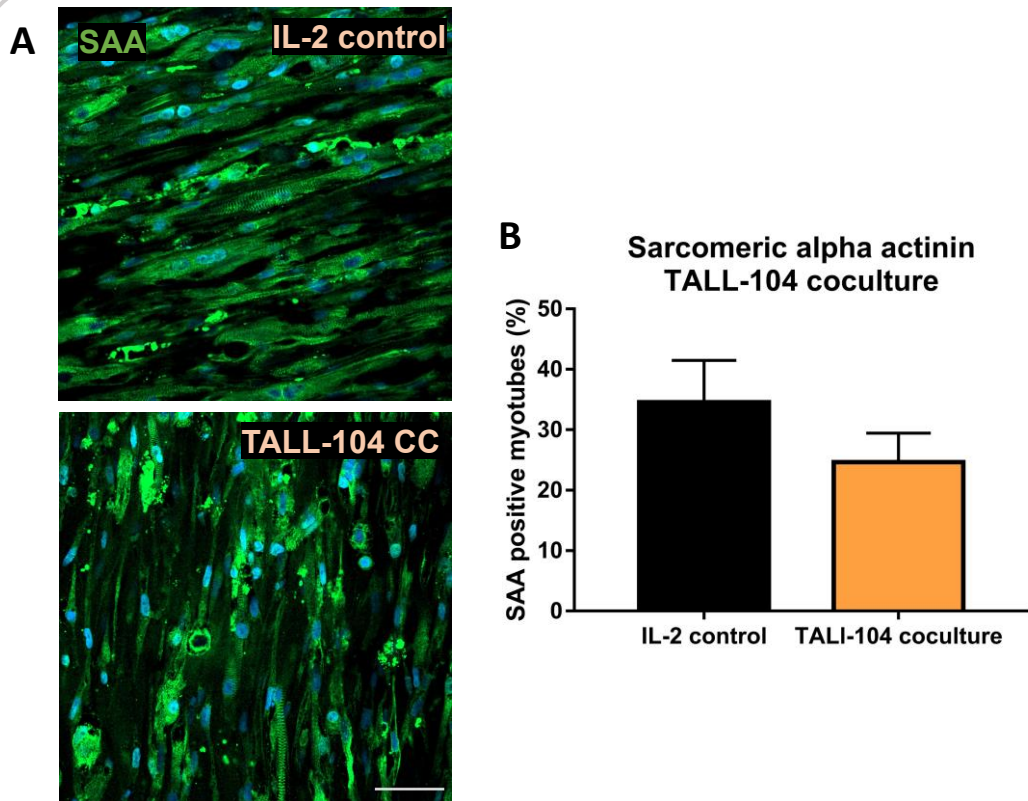 A
SAA
IL-2 control
TALL-104 CC
B
Sarcomeric alpha actinin
TALL-104 coculture
SAA positive myotubes (%)
50
40
30
20
10
0
IL-2 control
TALI-104 coculture